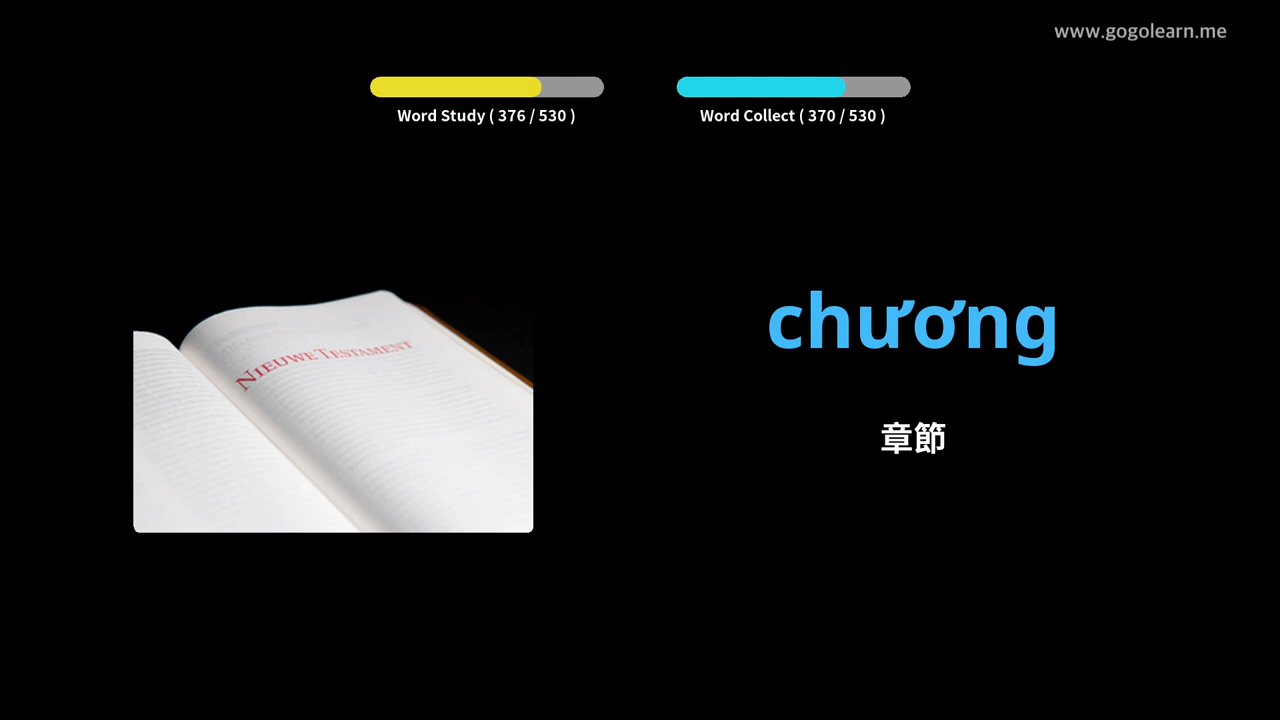 www.gogolearn.me
Word Study ( 376 / 530 )
Word Collect ( 370 / 530 )
NIEUWE TESTAMENT
chương
章節